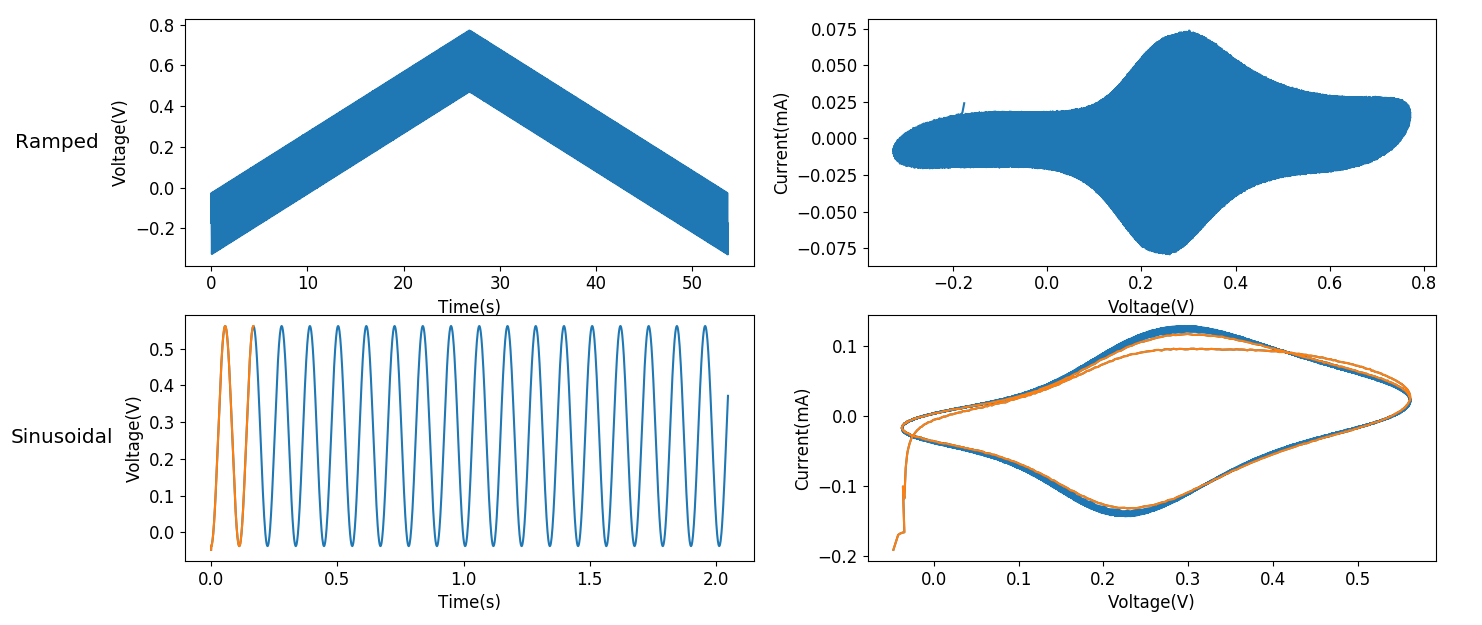 Ramped
Voltage(V)
0.8
0.6
0.4
0.2
0.0
−0.2
0 10 20 30 40 50
Time(s)
Current(mA)
0.075
0.050
0.025
0.000
−0.025
−0.050
−0.075
−0.2 0.0 0.2 0.4 0.6 0.8
Voltage(V)
Sinusoidal
Voltage(V)
0.5
0.4
0.3
0.2
0.1
0.0
0.0 0.5 1.0 1.5 2.0
Time(s)
Current(mA)
0.1
0.0
−0.1
−0.2
0.0 0.1 0.2 0.3 0.4 0.5
Voltage(V)